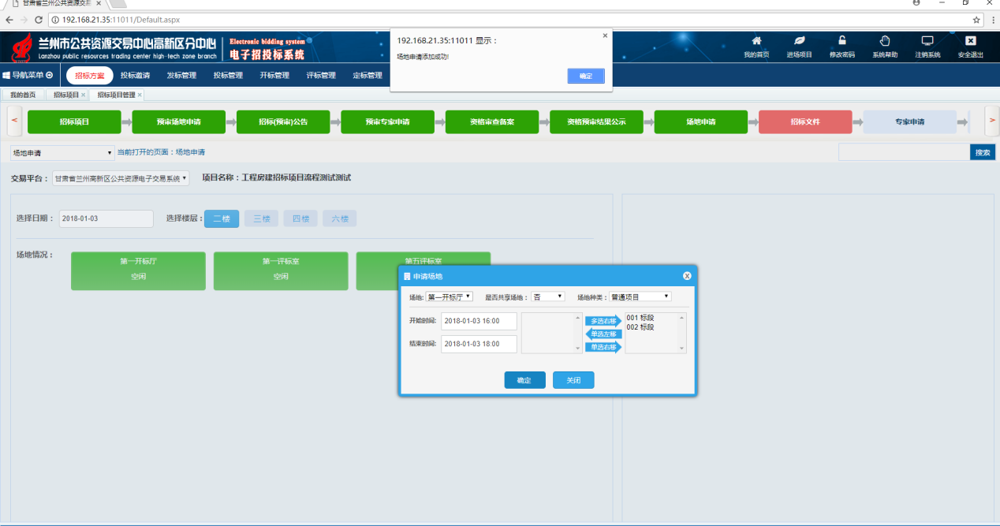 甘肃省兰州公共资源交易
192.168.21.35:11011/Default.aspx
兰州市公共资源交易中心高新区分中心
Lanzhou public resources trading center high-tech zone branch
Electronic bidding system
电子招投标系统
192.168.21.35:11011 显示：
场地申请添加成功!
确定
我的首页 进场项目 修改密码 系统帮助 注销系统 安全退出
导航菜单 招标方案 投标邀请 发标管理 投标管理 开标管理 评标管理 定标管理
我的首页 招标项目 招标项目管理
< 招标项目 预审场地申请 招标(预审)公告 预审专家申请 资格审查备案 资格预审结果公示 场地申请 招标文件 专家申请 >
场地申请 当前打开的页面：场地申请 搜索
交易平台： 甘肃省兰州高新区公共资源电子交易系统 项目名称：工程房建招标项目流程测试测试
选择日期： 2018-01-03 选择楼层： 二楼 三楼 四楼 六楼
场地情况：
第一开标厅
空闲
第一评标室
空闲
第五评标室
申请场地
场地: 第一开标厅 是否共享场地： 否 场地种类： 普通项目
开始时间: 2018-01-03 16:00
结束时间: 2018-01-03 18:00
多选右移
单选左移
单选右移
001 标段
002 标段
确定 关闭